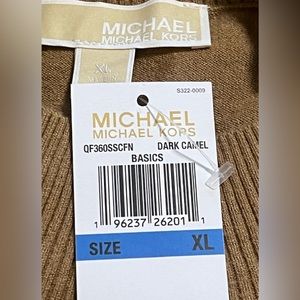 MICHAEL
MICHAEL KORS
XL
S322-0009
MICHAEL
MICHAEL KORS
QF360SSCFN DARK CAMEL
BASICS
1 96237 26201 1
SIZE XL